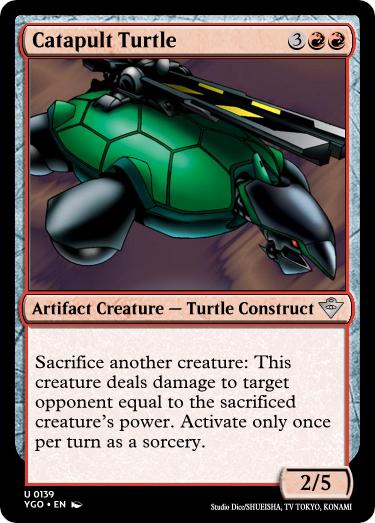 Catapult Turtle 3
Artifact Creature — Turtle Construct
Sacrifice another creature: This
creature deals damage to target
opponent equal to the sacrificed
creature's power. Activate only once
per turn as a sorcery.
2/5
U 0139
YGO • EN
Studio Dice/SHUEISHA, TV TOKYO, KONAMI